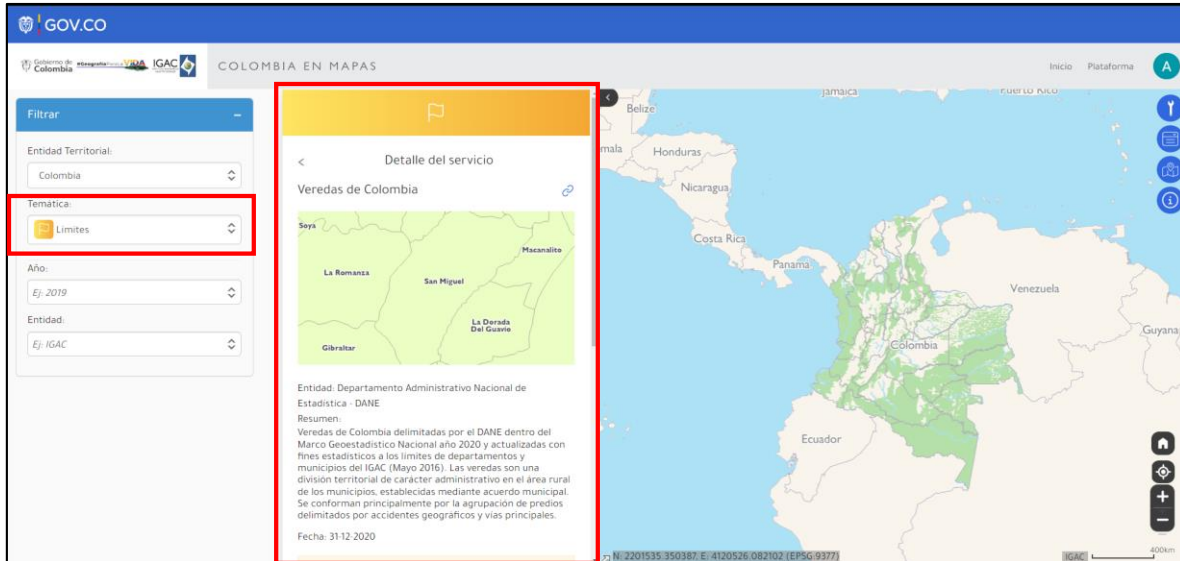 GOV.CO
Gobierno de
Colombia
IGAC
COLOMBIA EN MAPAS
Inicio
Plataforma
A
Filtrar
Entidad Territorial:
Colombia
Temática:
Límites
Año:
Ej: 2019
Entidad:
Ej: IGAC
Detalle del servicio
Veredas de Colombia
Soya
Macanalito
La Romanza
San Miguel
La Dorada
Del Guavio
Gibraltar
Entidad: Departamento Administrativo Nacional de
Estadística - DANE
Resumen:
Veredas de Colombia delimitadas por el DANE dentro del
Marco Geoestadístico Nacional año 2020 y actualizadas con
fines estadísticos a los límites de departamentos y
municipios del IGAC (Mayo 2016). Las veredas son una
división territorial de carácter administrativo en el área rural
de los municipios, establecidas mediante acuerdo municipal.
Se conforman principalmente por la agrupación de predios
delimitados por accidentes geográficos y vías principales.
Fecha: 31-12-2020
Jamaica
Puerto Rico
Belize
mala
Honduras
Nicaragua
Costa Rica
Panama
Venezuela
Guyana
Colombia
Ecuador
N: 2201535.350387, E: 4120526.082102 (EPSG:9377)
IGAC
400km